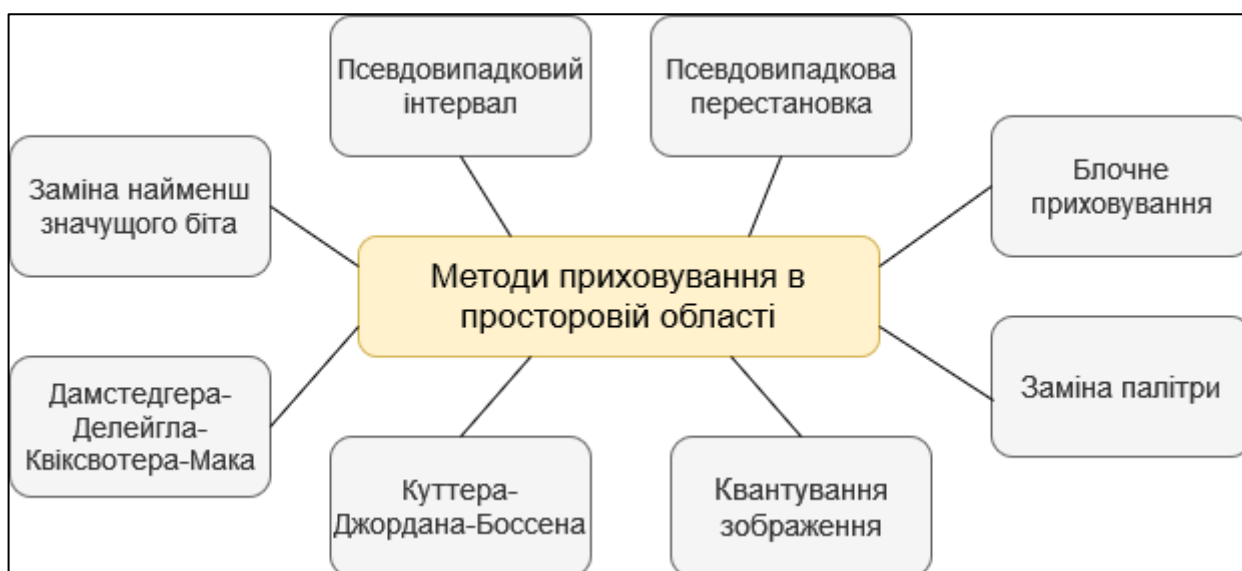 Псевдовипадковий
інтервал
Псевдовипадкова
перестановка
Заміна найменш
значущого біта
Блочне
приховування
Методи приховування в
просторовій області
Дамстедгера-
Делейгла-
Квіксвотера-Мака
Заміна палітри
Куттера-
Джордана-Боссена
Квантування
зображення